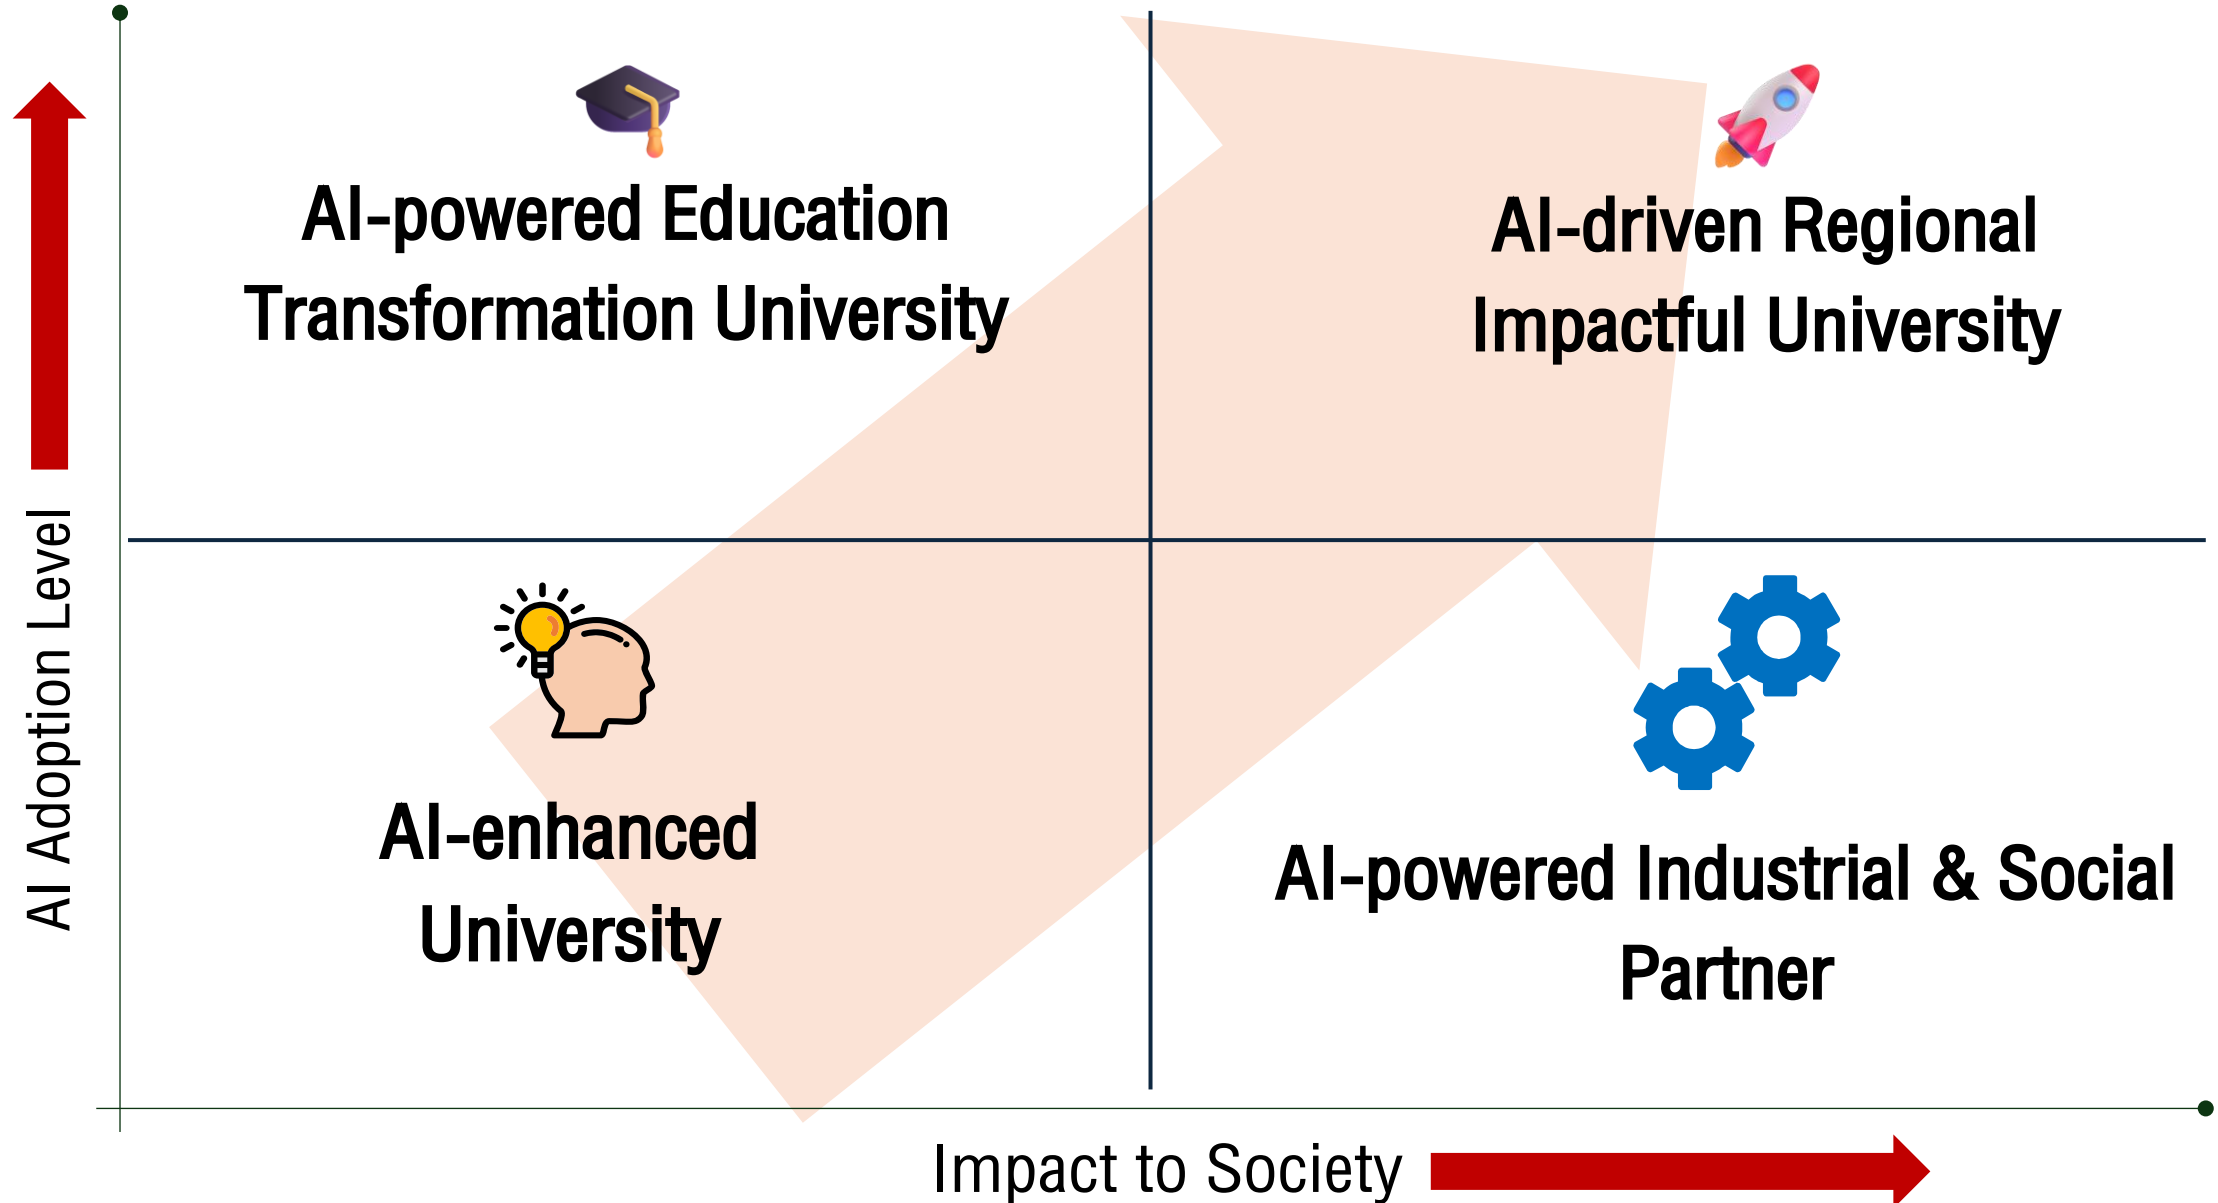 AI-powered Education
Transformation University
AI-driven Regional
Impactful University
AI Adoption Level
AI-enhanced
University
AI-powered Industrial & Social
Partner
Impact to Society